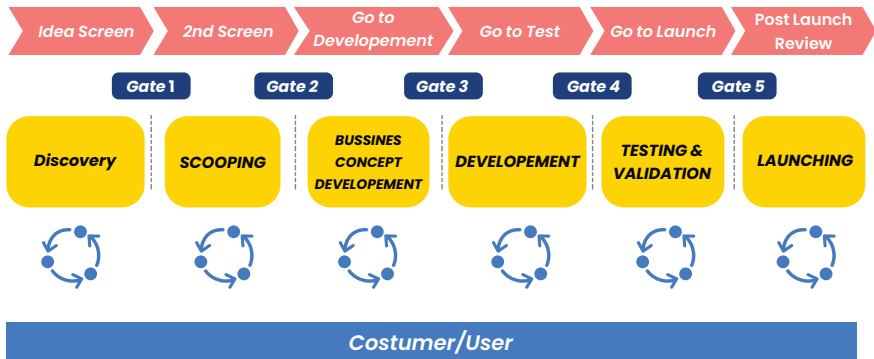 Idea Screen
2nd Screen
Go to
Developement
Go to Test
Go to Launch
Post Launch
Review
Gate 1
Gate 2
Gate 3
Gate 4
Gate 5
Discovery
SCOOPING
BUSSINES
CONCEPT
DEVELOPEMENT
DEVELOPEMENT
TESTING &
VALIDATION
LAUNCHING
Costumer/User